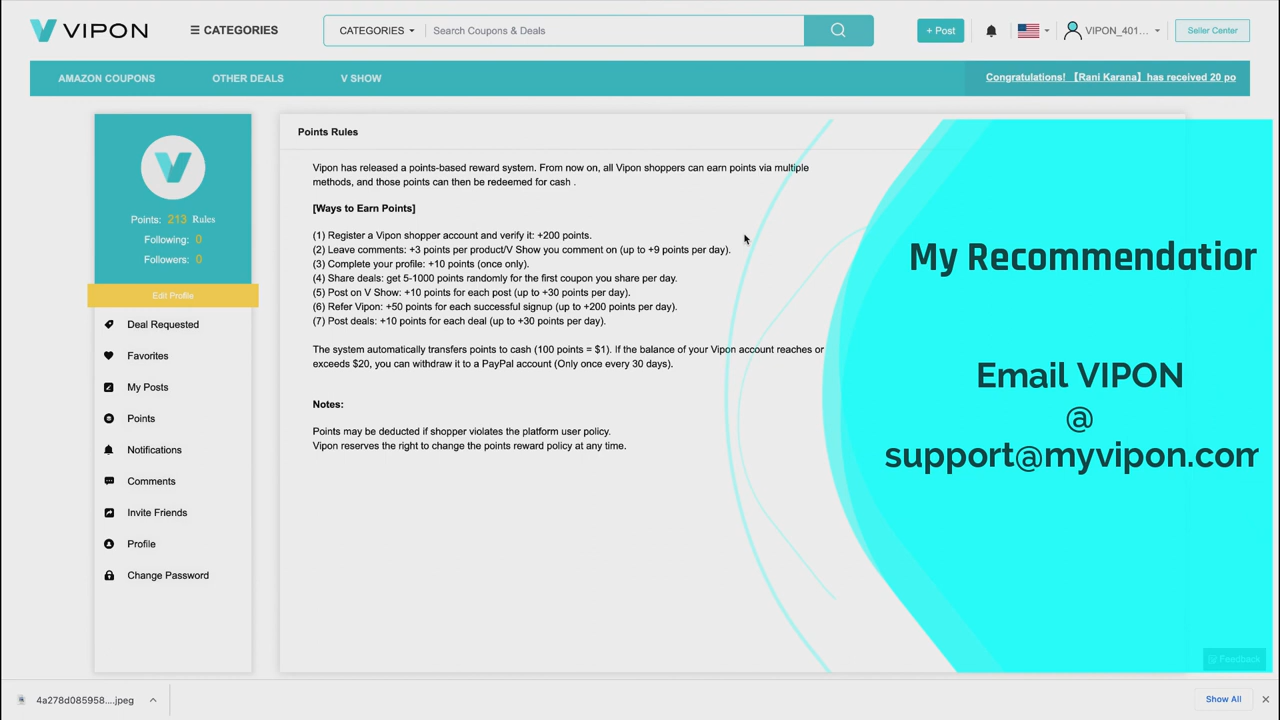 VIPON
CATEGORIES
CATEGORIES
Search Coupons & Deals
+ Post
VIPON_401...
Seller Center
AMAZON COUPONS
OTHER DEALS
V SHOW
Congratulations! 【Rani Karana】has received 20 po
Points: 213 Rules
Following: 0
Followers: 0
Edit Profile
Deal Requested
Favorites
My Posts
Points
Notifications
Comments
Invite Friends
Profile
Change Password
Points Rules
Vipon has released a points-based reward system. From now on, all Vipon shoppers can earn points via multiple
methods, and those points can then be redeemed for cash .
[Ways to Earn Points]
(1) Register a Vipon shopper account and verify it: +200 points.
(2) Leave comments: +3 points per product/V Show you comment on (up to +9 points per day).
(3) Complete your profile: +10 points (once only).
(4) Share deals: get 5-1000 points randomly for the first coupon you share per day.
(5) Post on V Show: +10 points for each post (up to +30 points per day).
(6) Refer Vipon: +50 points for each successful signup (up to +200 points per day).
(7) Post deals: +10 points for each deal (up to +30 points per day).
The system automatically transfers points to cash (100 points = $1). If the balance of your Vipon account reaches or
exceeds $20, you can withdraw it to a PayPal account (Only once every 30 days).
Notes:
Points may be deducted if shopper violates the platform user policy.
Vipon reserves the right to change the points reward policy at any time.
My Recommendation
Email VIPON
@
support@myvipon.com
Feedback
4a278d085958....jpeg
Show All